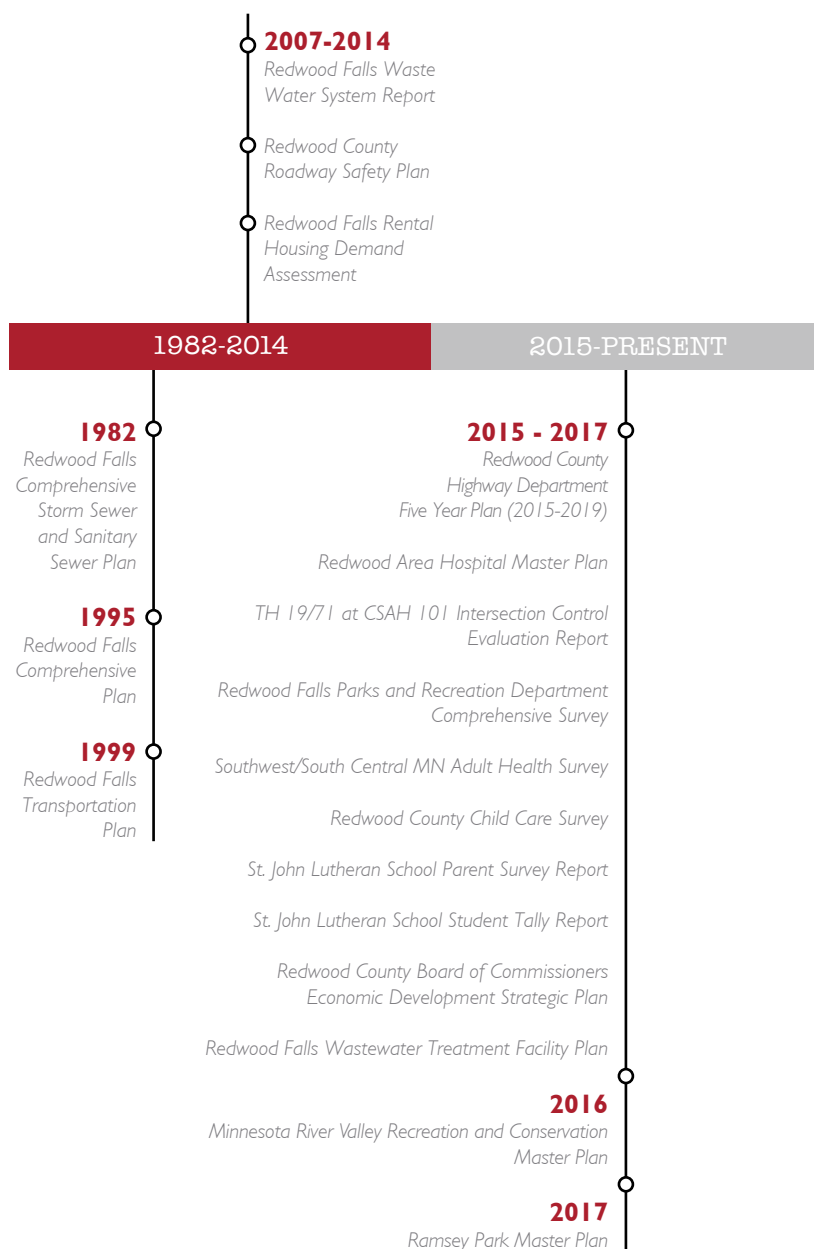 2007-2014
Redwood Falls Waste
Water System Report
Redwood County
Roadway Safety Plan
Redwood Falls Rental
Housing Demand
Assessment
1982-2014
2015-PRESENT
1982
Redwood Falls
Comprehensive
Storm Sewer
and Sanitary
Sewer Plan
1995
Redwood Falls
Comprehensive
Plan
1999
Redwood Falls
Transportation
Plan
2015 - 2017
Redwood County
Highway Department
Five Year Plan (2015-2019)
Redwood Area Hospital Master Plan
TH 19/71 at CSAH 101 Intersection Control
Evaluation Report
Redwood Falls Parks and Recreation Department
Comprehensive Survey
Southwest/South Central MN Adult Health Survey
Redwood County Child Care Survey
St. John Lutheran School Parent Survey Report
St. John Lutheran School Student Tally Report
Redwood County Board of Commissioners
Economic Development Strategic Plan
Redwood Falls Wastewater Treatment Facility Plan
2016
Minnesota River Valley Recreation and Conservation
Master Plan
2017
Ramsey Park Master Plan